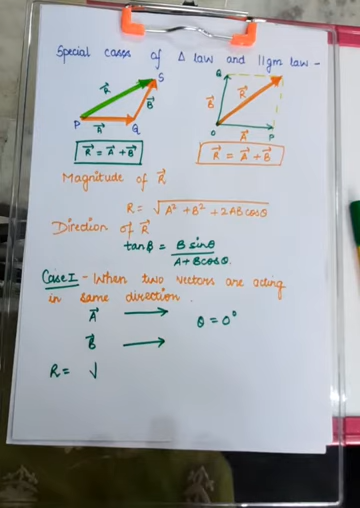 Special cases of Δ law and ||gm law -
S
R⃗
B⃗
P
A⃗
Q
Q
B⃗
R⃗
O
A⃗
P
R⃗ = A⃗ + B⃗
R⃗ = A⃗ + B⃗
Magnitude of R⃗
R = √A² + B² + 2AB cosθ
Direction of R⃗
tanβ = B sinθ / A + B cosθ.
Case I - When two vectors are acting
in same direction.
A⃗ →
θ = 0°
B⃗ →
R = √